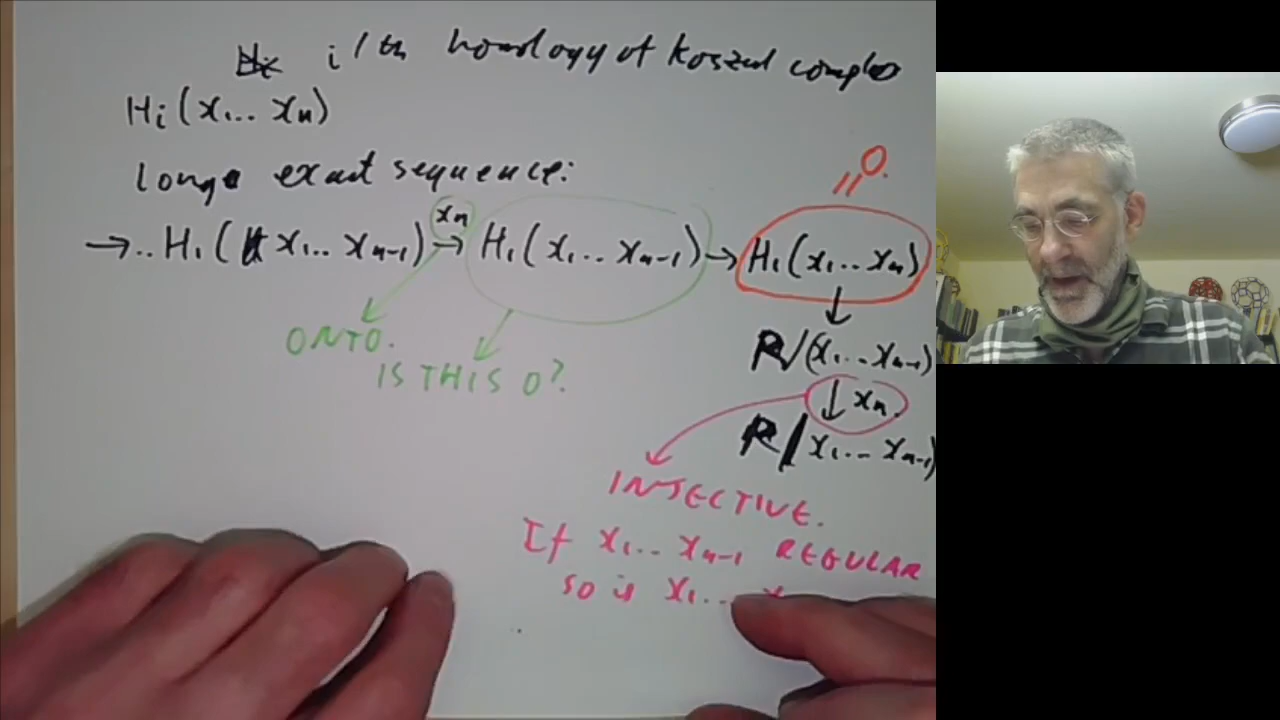 i'th homology of Koszul complex
Hi(x1... xn)
Long exact sequence:
→.. H1(x1... xn-1) →xn H1(x1... xn-1) → H1(x1... xn) = 0.
↓
ONTO.
IS THIS 0?
R/(x1... xn-1)
↓ xn.
R/x1... xn-1)
INJECTIVE.
If x1... xn-1 REGULAR
so is x1...